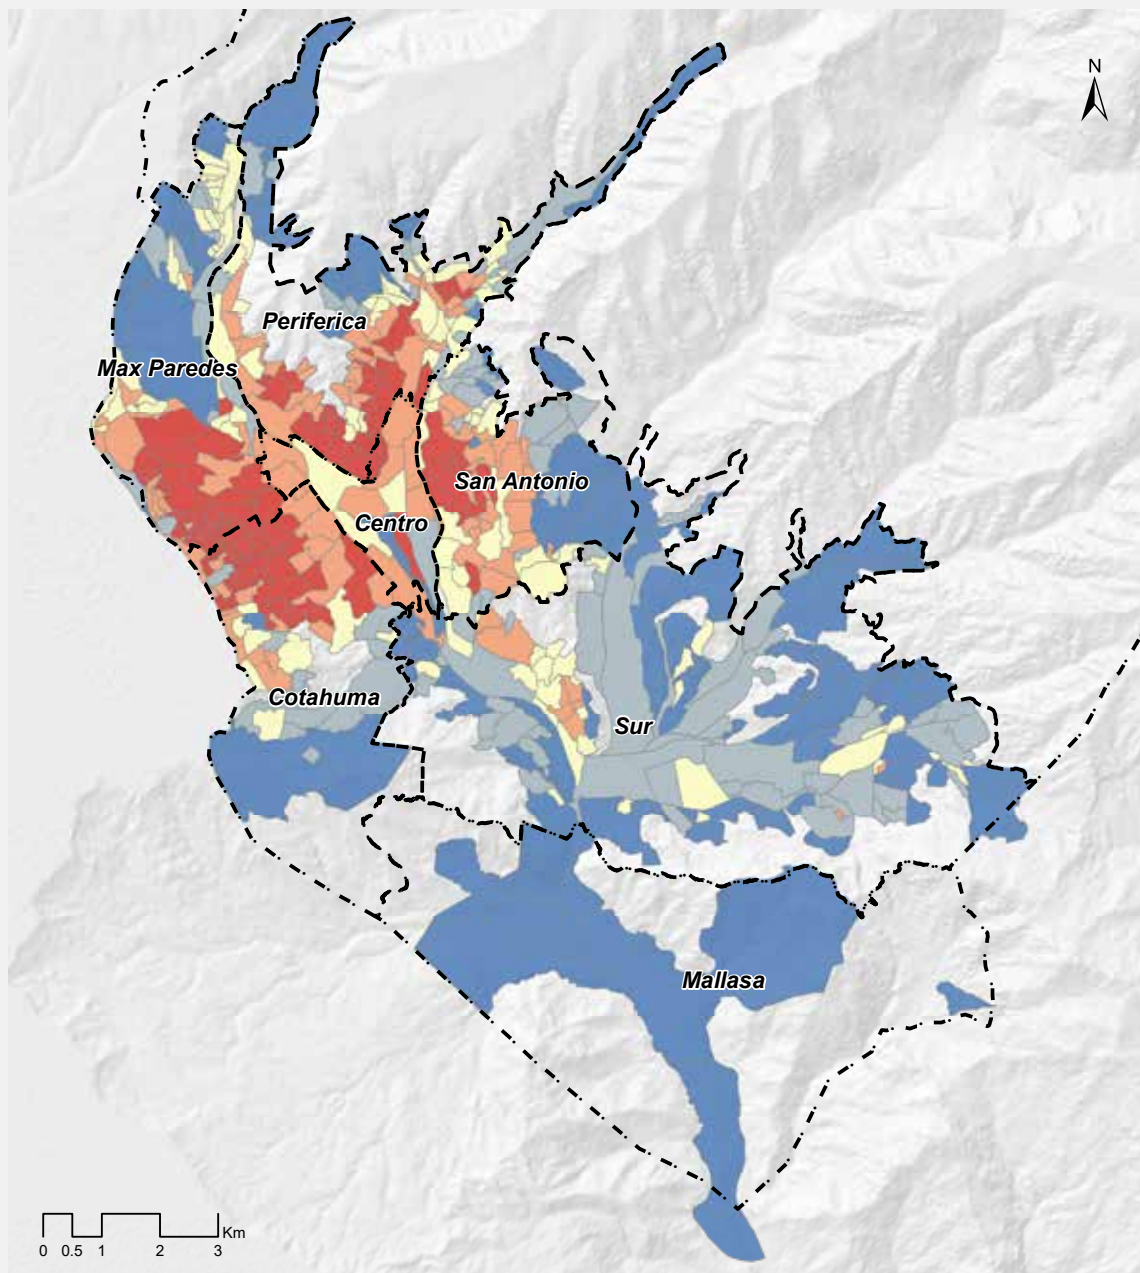 N
Periferica
Max Paredes
San Antonio
Centro
Cotahuma
Sur
Mallasa
Km
0 0.5 1 2 3